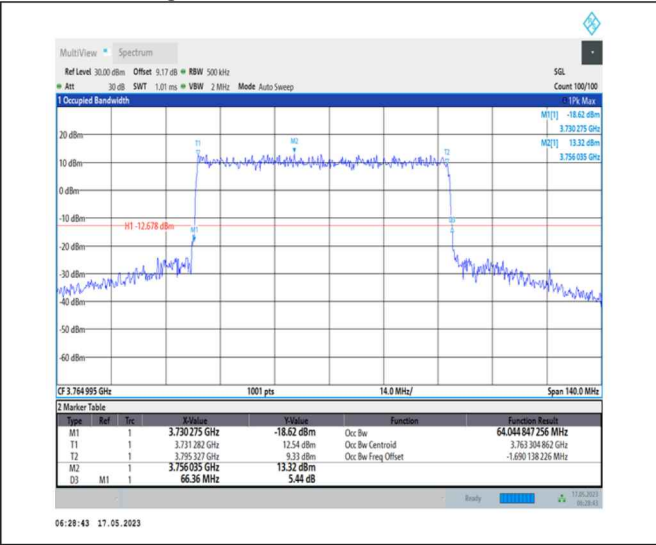 MultiView Spectrum
Ref Level 30.00 dBm Offset 9.17 dB RBW 500 kHz SGL
Att 30 dB SWT 1.01 ms VBW 2 MHz Mode Auto Sweep Count 100/100
1 Occupied Bandwidth 1Pk Max
M1[1] -18.62 dBm
3.730 275 GHz
M2[1] 13.32 dBm
3.756 035 GHz
20 dBm
T1 M2 T2
10 dBm
0 dBm
-10 dBm
H1 -12.678 dBm
M1
-20 dBm
-30 dBm
-40 dBm
-50 dBm
-60 dBm
CF 3.764 995 GHz 1001 pts 14.0 MHz/ Span 140.0 MHz
2 Marker Table
Type Ref Trc X-Value Y-Value Function Function Result
M1 1 3.730 275 GHz -18.62 dBm Occ Bw 64.044 847 256 MHz
T1 1 3.731 282 GHz 12.54 dBm Occ Bw Centroid 3.763 304 862 GHz
T2 1 3.795 327 GHz 9.33 dBm Occ Bw Freq Offset -1.690 138 226 MHz
M2 1 3.756 035 GHz 13.32 dBm
D3 M1 1 66.36 MHz 5.44 dB
Ready 17.05.2023
06:28:43
06:28:43 17.05.2023